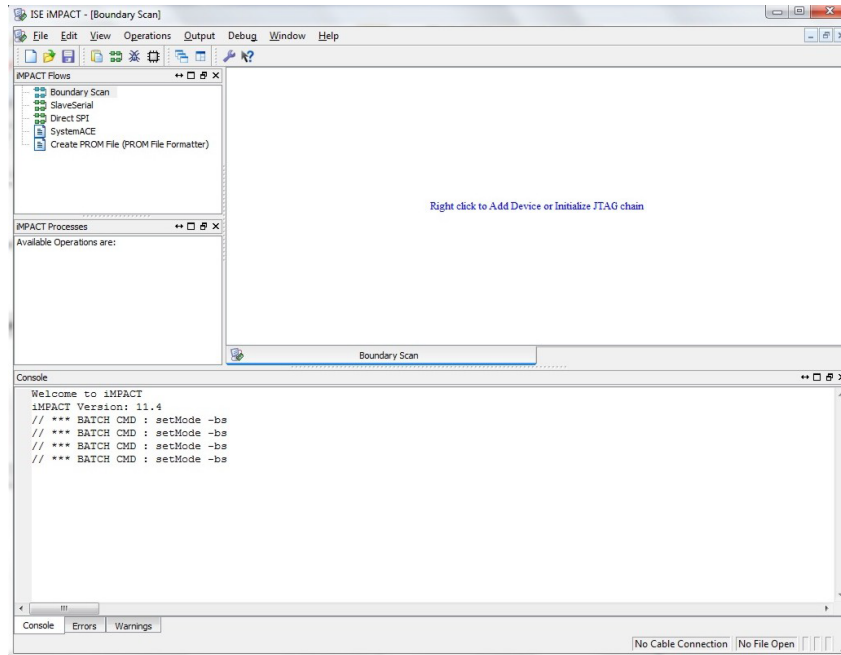 ISE iMPACT - [Boundary Scan]
File Edit View Operations Output Debug Window Help
iMPACT Flows
Boundary Scan
SlaveSerial
Direct SPI
SystemACE
Create PROM File (PROM File Formatter)
Right click to Add Device or Initialize JTAG chain
iMPACT Processes
Available Operations are:
Boundary Scan
Console
Welcome to iMPACT
iMPACT Version: 11.4
// *** BATCH CMD : setMode -bs
// *** BATCH CMD : setMode -bs
// *** BATCH CMD : setMode -bs
// *** BATCH CMD : setMode -bs
Console Errors Warnings
No Cable Connection No File Open